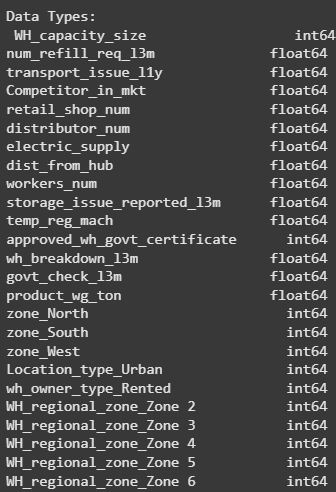 Data Types:
WH_capacity_size int64
num_refill_req_l3m float64
transport_issue_l1y float64
Competitor_in_mkt float64
retail_shop_num float64
distributor_num float64
electric_supply float64
dist_from_hub float64
workers_num float64
storage_issue_reported_l3m float64
temp_reg_mach float64
approved_wh_govt_certificate int64
wh_breakdown_l3m float64
govt_check_l3m float64
product_wg_ton float64
zone_North int64
zone_South int64
zone_West int64
Location_type_Urban int64
wh_owner_type_Rented int64
WH_regional_zone_Zone 2 int64
WH_regional_zone_Zone 3 int64
WH_regional_zone_Zone 4 int64
WH_regional_zone_Zone 5 int64
WH_regional_zone_Zone 6 int64